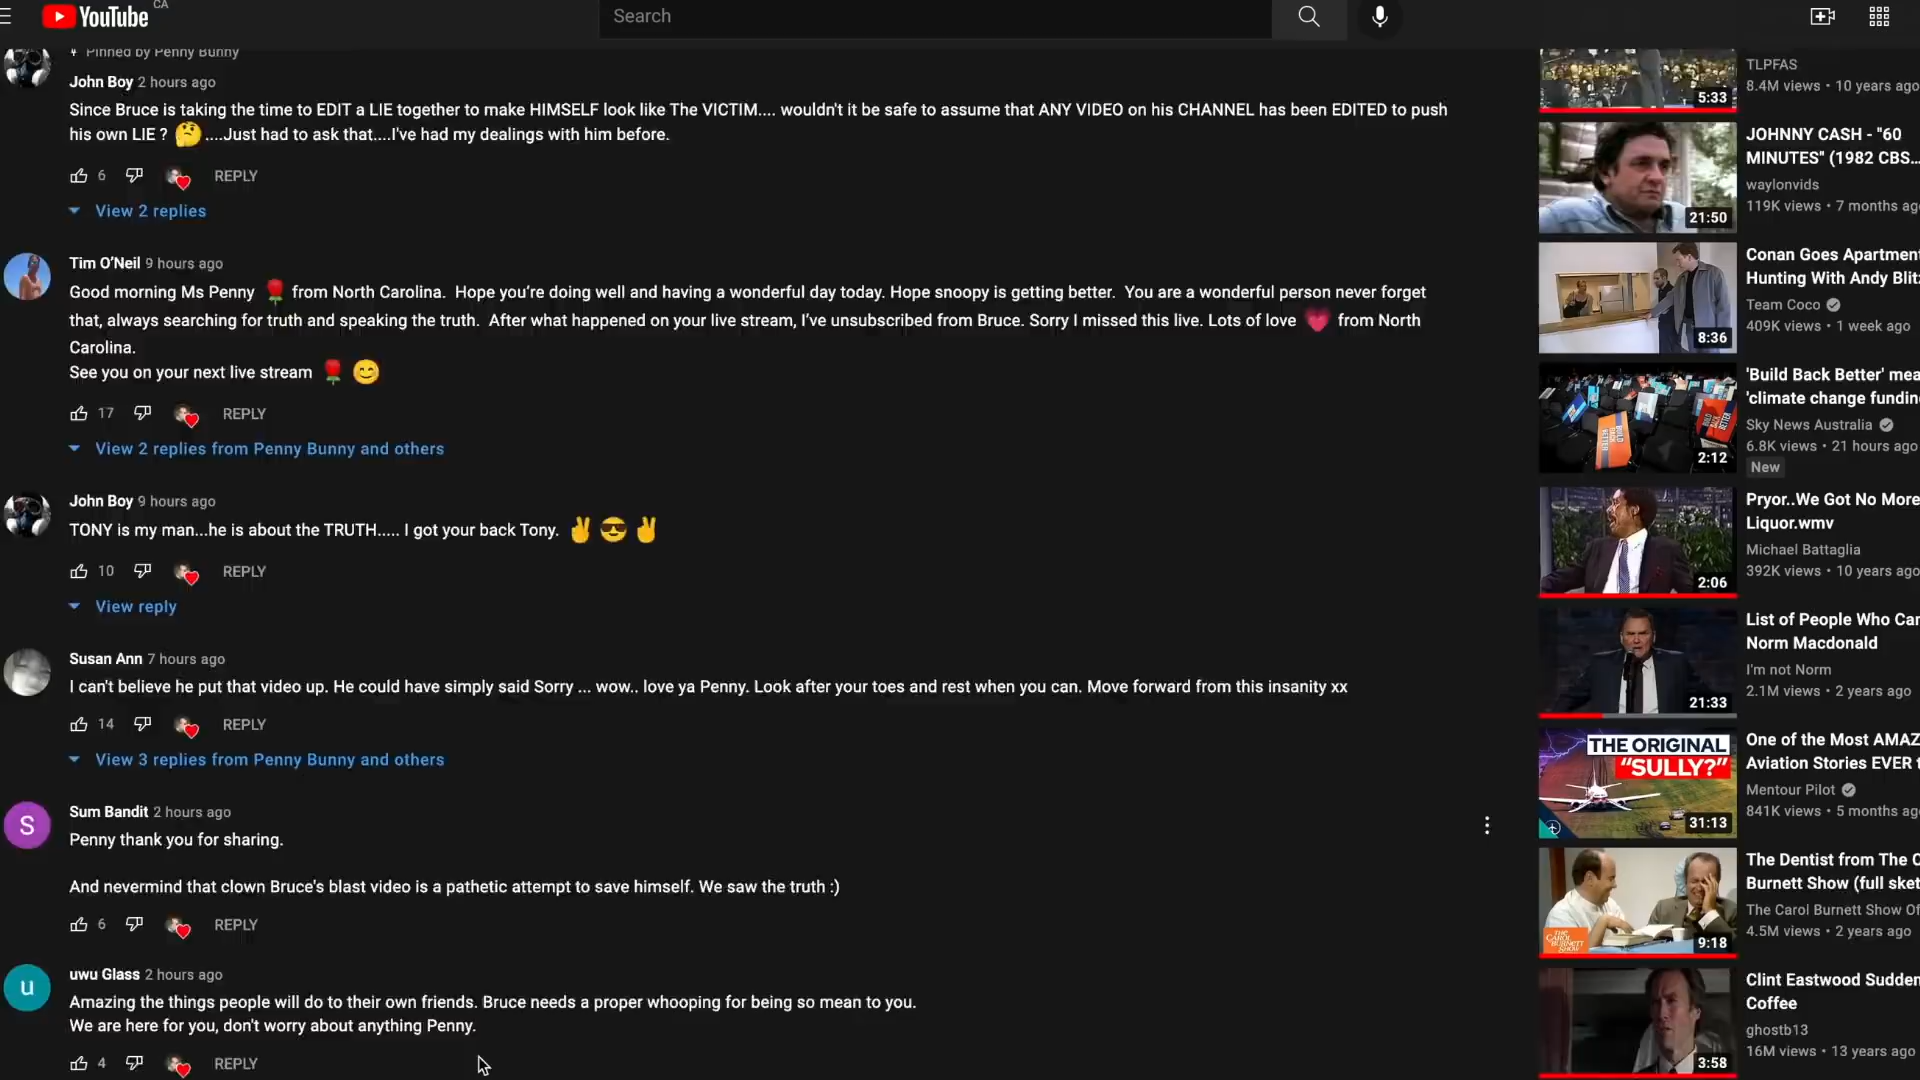 YouTube CA
Search
Pinned by Penny Bunny
John Boy 2 hours ago
Since Bruce is taking the time to EDIT a LIE together to make HIMSELF look like The VICTIM.... wouldn't it be safe to assume that ANY VIDEO on his CHANNEL has been EDITED to push
his own LIE ? 🤔 ....Just had to ask that....I've had my dealings with him before.
6 REPLY
View 2 replies
Tim O'Neil 9 hours ago
Good morning Ms Penny 🌹 from North Carolina. Hope you're doing well and having a wonderful day today. Hope snoopy is getting better. You are a wonderful person never forget
that, always searching for truth and speaking the truth. After what happened on your live stream, I've unsubscribed from Bruce. Sorry I missed this live. Lots of love 💗 from North
Carolina.
See you on your next live stream 🌹 😊
17 REPLY
View 2 replies from Penny Bunny and others
John Boy 9 hours ago
TONY is my man...he is about the TRUTH..... I got your back Tony. ✌ 😎 ✌
10 REPLY
View reply
Susan Ann 7 hours ago
I can't believe he put that video up. He could have simply said Sorry ... wow.. love ya Penny. Look after your toes and rest when you can. Move forward from this insanity xx
14 REPLY
View 3 replies from Penny Bunny and others
S
Sum Bandit 2 hours ago
Penny thank you for sharing.
And nevermind that clown Bruce's blast video is a pathetic attempt to save himself. We saw the truth :)
6 REPLY
u
uwu Glass 2 hours ago
Amazing the things people will do to their own friends. Bruce needs a proper whooping for being so mean to you.
We are here for you, don't worry about anything Penny.
4 REPLY
5:33
TLPFAS
8.4M views • 10 years ago
21:50
JOHNNY CASH - "60
MINUTES" (1982 CBS...
waylonvids
119K views • 7 months ago
8:36
Conan Goes Apartment
Hunting With Andy Blitz
Team Coco
409K views • 1 week ago
BUILD BACK BETTER
2:12
'Build Back Better' mea
'climate change fundin
Sky News Australia
6.8K views • 21 hours ago
New
2:06
Pryor..We Got No More
Liquor.wmv
Michael Battaglia
392K views • 10 years ago
21:33
List of People Who Can
Norm Macdonald
I'm not Norm
2.1M views • 2 years ago
THE ORIGINAL
"SULLY?"
31:13
One of the Most AMAZ
Aviation Stories EVER t
Mentour Pilot
841K views • 5 months ago
THE CAROL BURNETT SHOW
9:18
The Dentist from The C
Burnett Show (full sket
The Carol Burnett Show Of
4.5M views • 2 years ago
3:58
Clint Eastwood Sudden
Coffee
ghostb13
16M views • 13 years ago